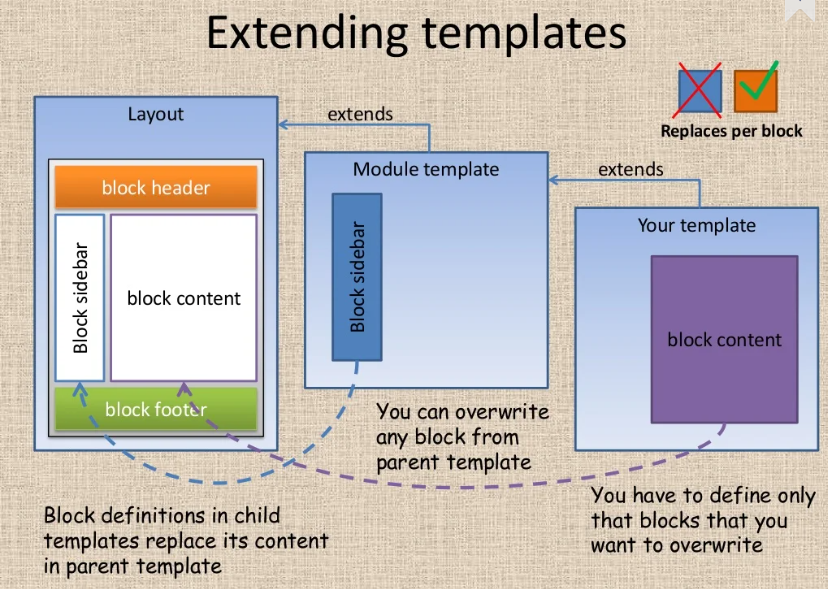 Extending templates
Replaces per block
Layout
extends
Module template
extends
Your template
block header
Block sidebar
block content
block footer
Block sidebar
block content
You can overwrite
any block from
parent template
You have to define only
that blocks that you
want to overwrite
Block definitions in child
templates replace its content
in parent template